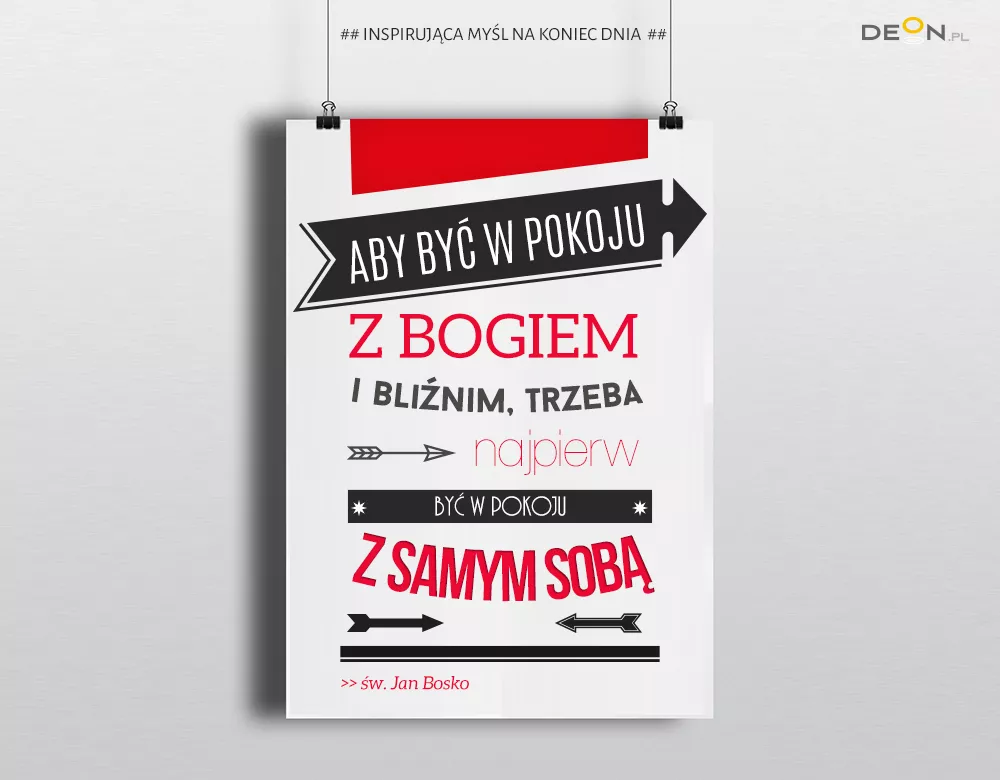 ## INSPIRUJĄCA MYŚL NA KONIEC DNIA ##
DEON.PL
ABY BYĆ W POKOJU
Z BOGIEM
I BLIŹNIM, TRZEBA
najpierw
BYĆ W POKOJU
Z SAMYM SOBĄ
>> św. Jan Bosko